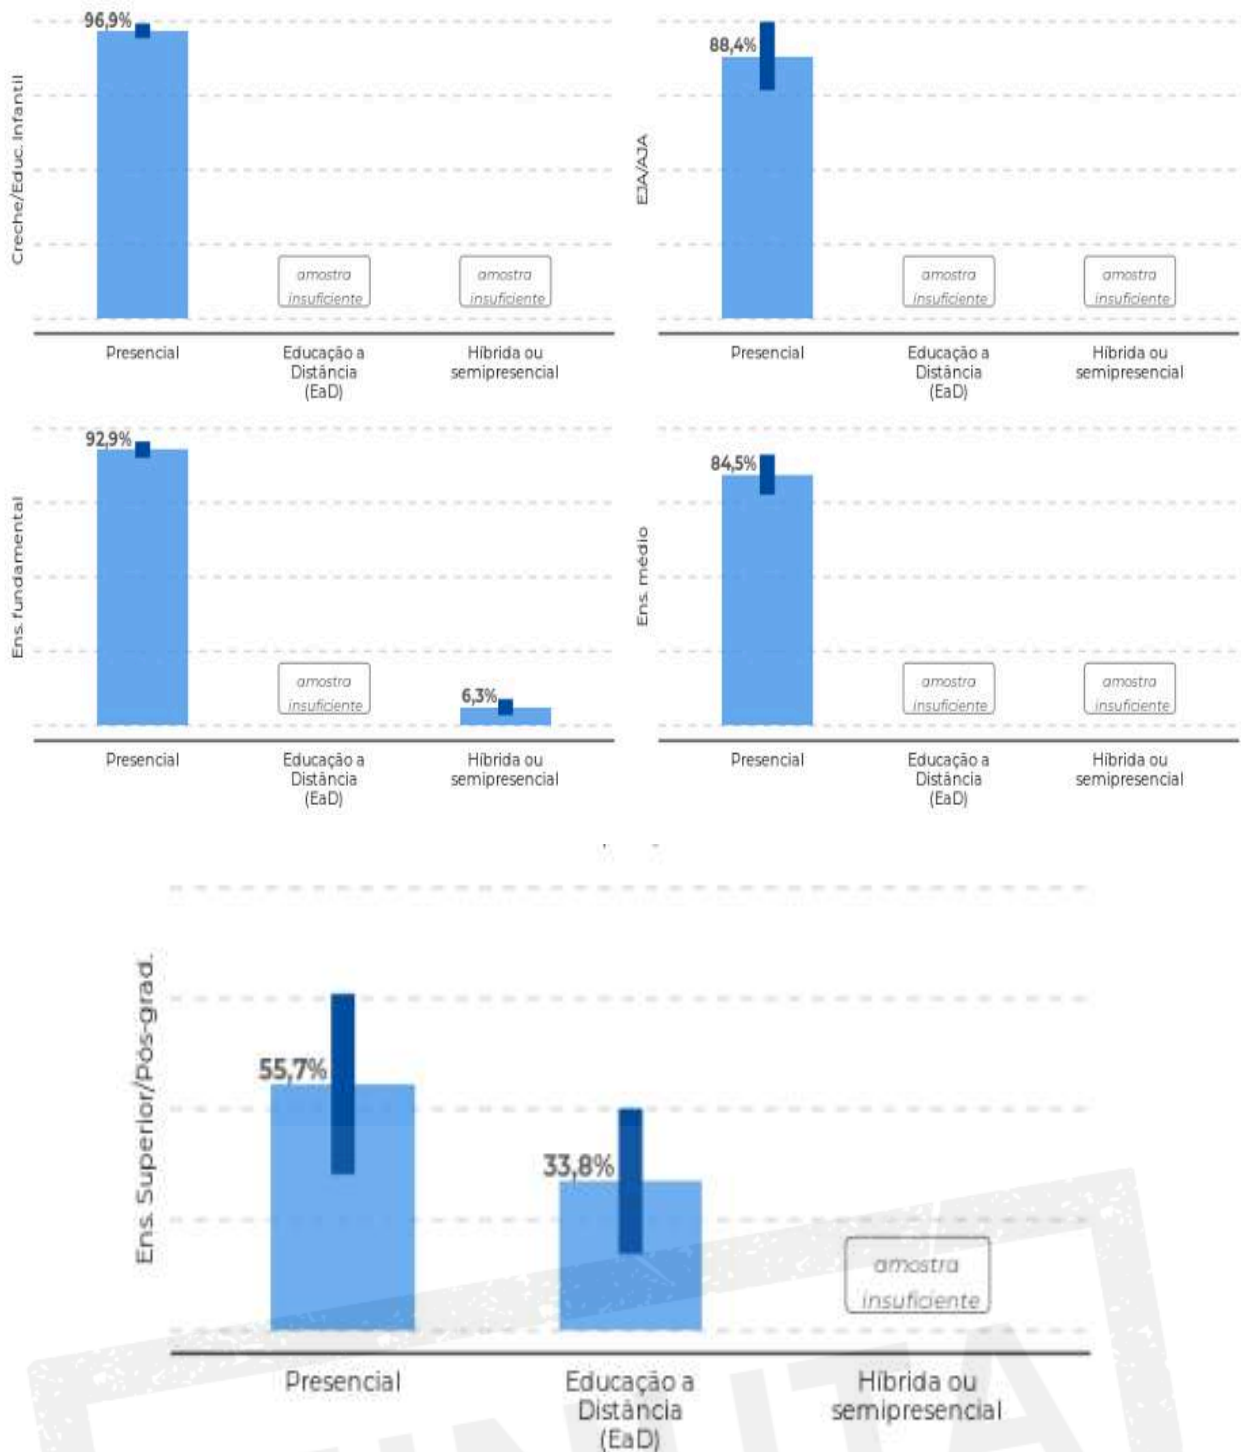 96,9%
Creche/Educ. Infantil
amostra
insuficiente
amostra
insuficiente
Presencial
Educação a
Distância
(EaD)
Híbrida ou
semipresencial
88,4%
EJA/AJA
amostra
insuficiente
amostra
insuficiente
Presencial
Educação a
Distância
(EaD)
Híbrida ou
semipresencial
92,9%
Ens. fundamental
amostra
insuficiente
6,3%
Presencial
Educação a
Distância
(EaD)
Híbrida ou
semipresencial
84,5%
Ens. médio
amostra
insuficiente
amostra
insuficiente
Presencial
Educação a
Distância
(EaD)
Híbrida ou
semipresencial
Ens. Superior/Pós-grad.
55,7%
33,8%
amostra
insuficiente
Presencial
Educação a
Distância
(EaD)
Híbrida ou
semipresencial